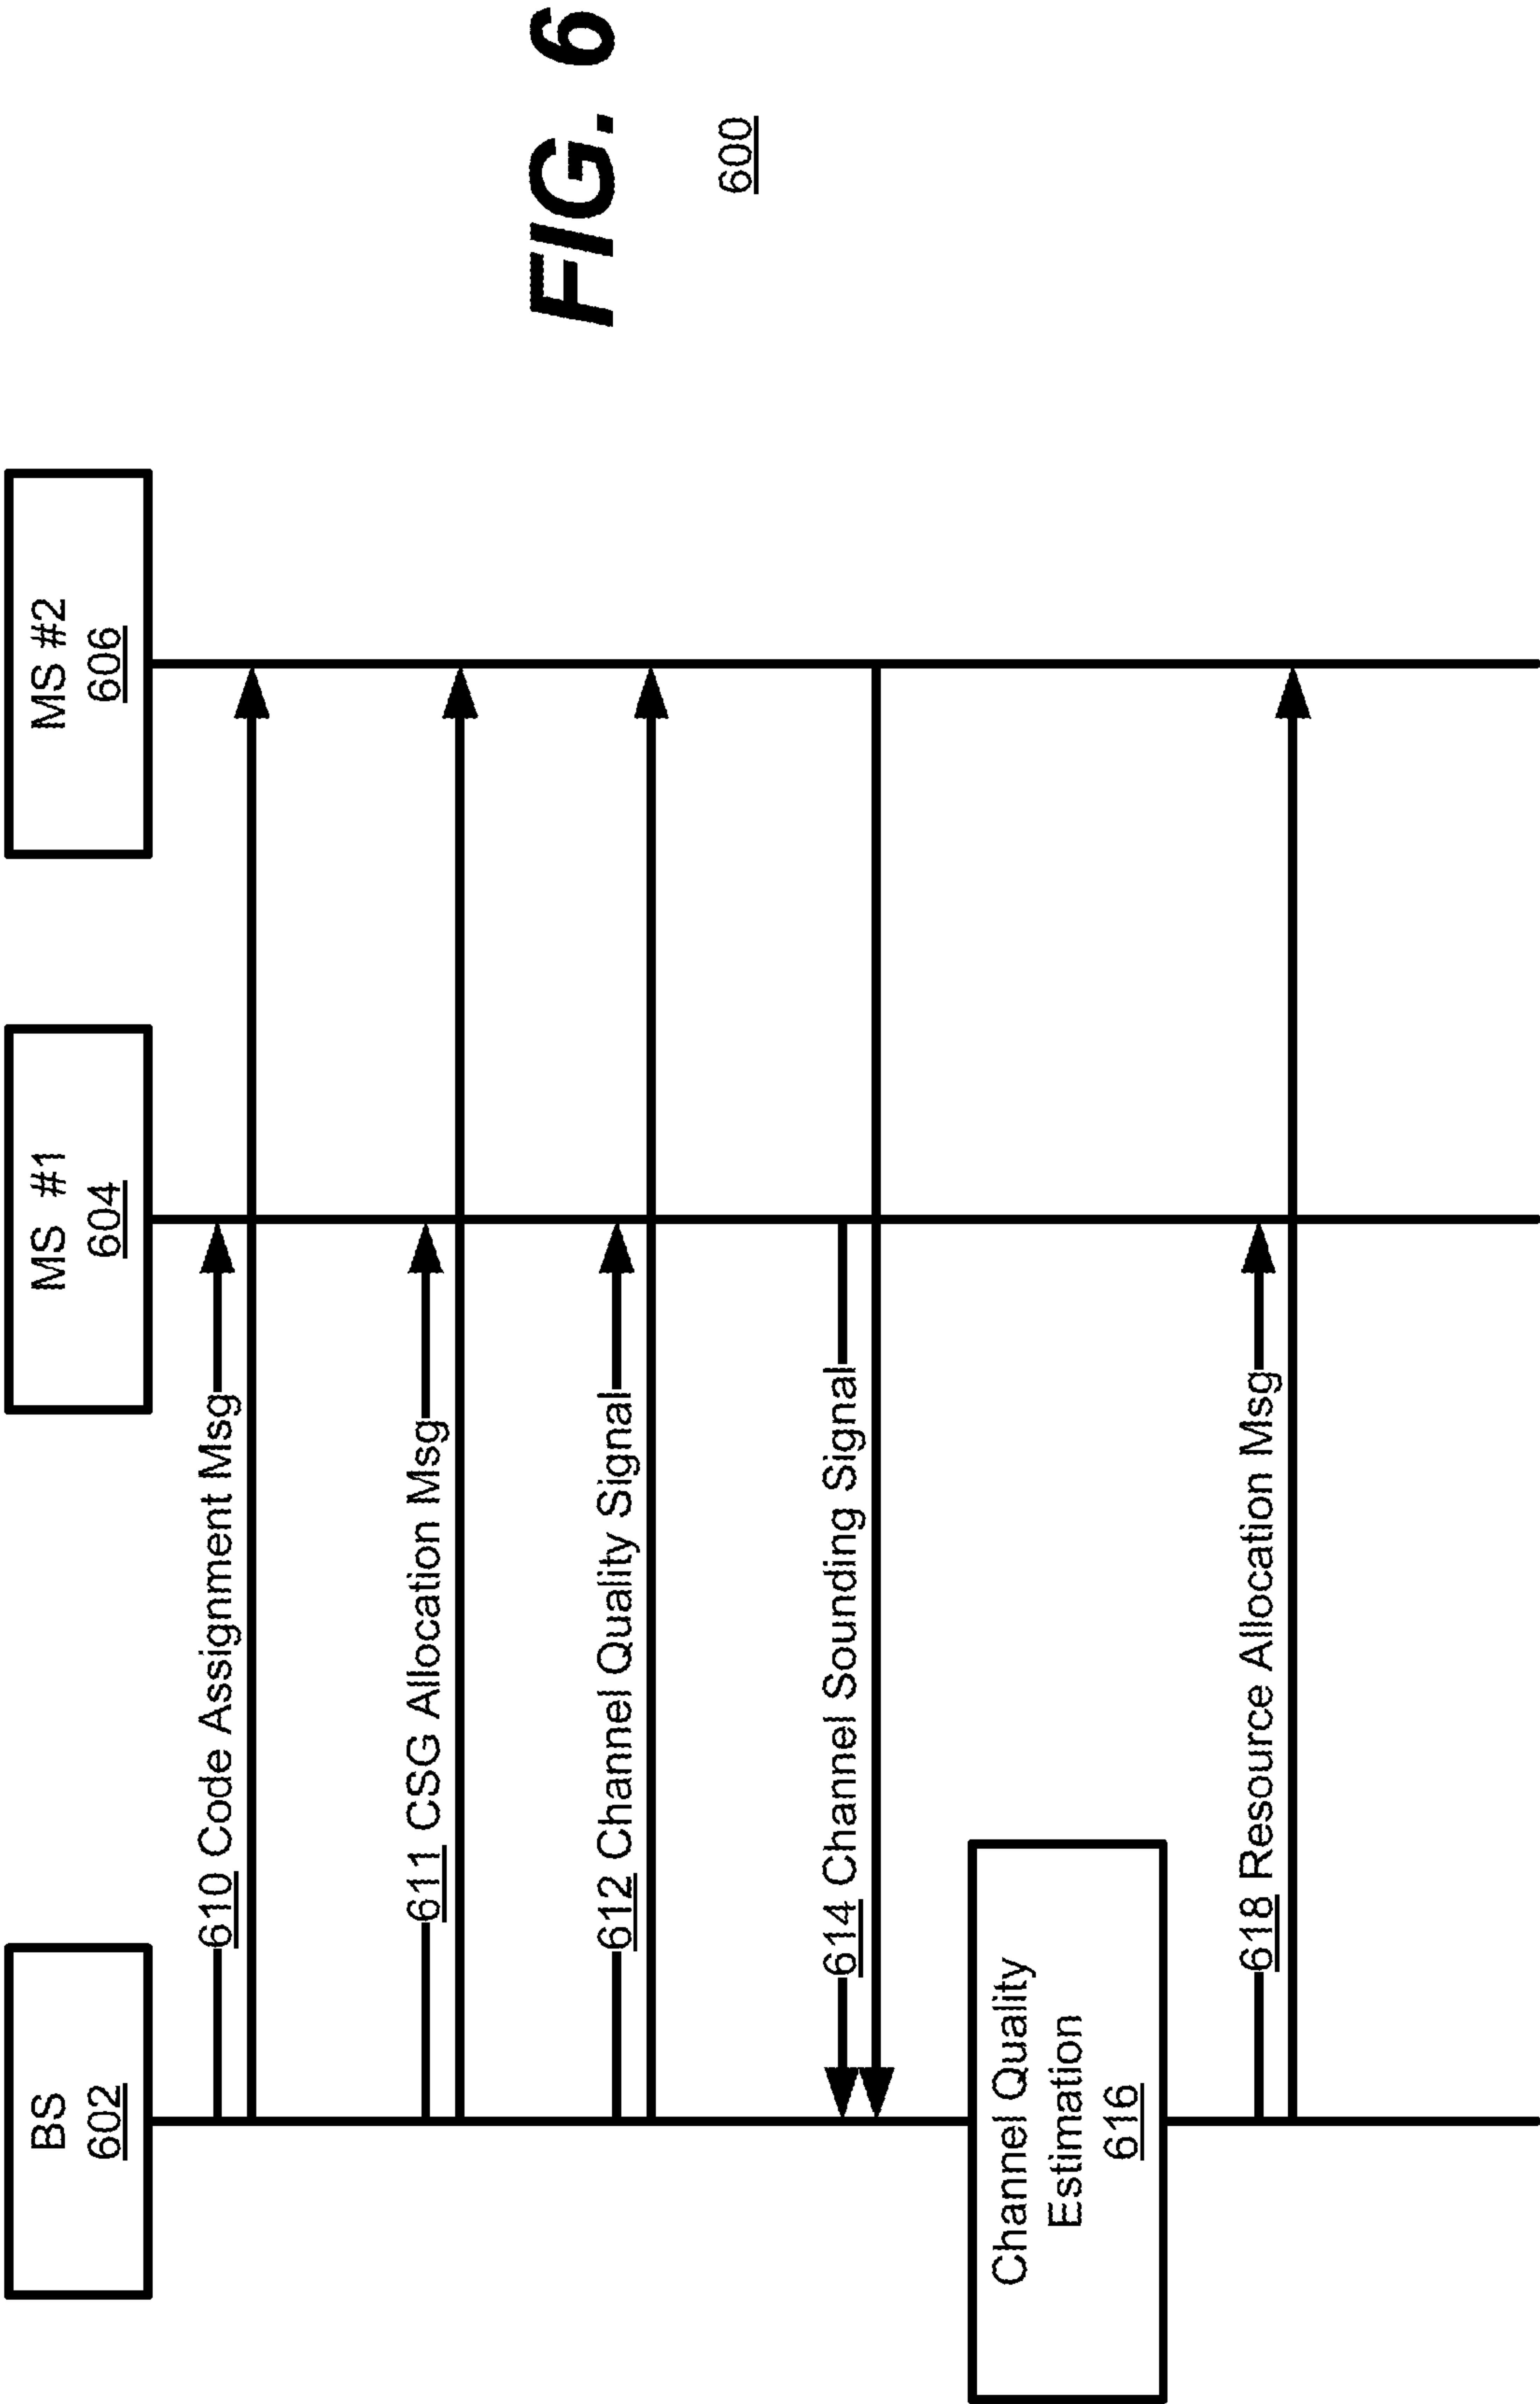 BS
602
MS #1
604
MS #2
606
610 Code Assignment Msg
611 CSG Allocation Msg
612 Channel Quality Signal
614 Channel Sounding Signal
Channel Quality
Estimation
616
618 Resource Allocation Msg
FIG. 6
600